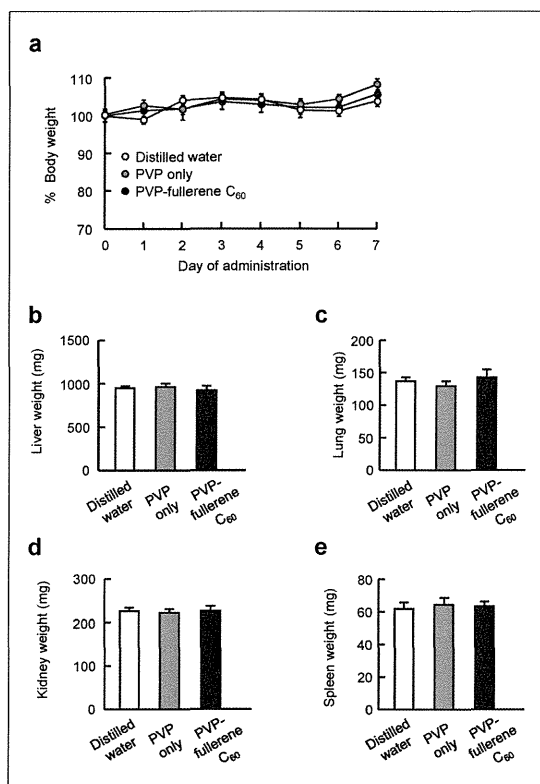 a
110
100
90
80
70
% Body weight
Distilled water
PVP only
PVP-fullerene C60
0 1 2 3 4 5 6 7
Day of administration
b
1500
1000
500
0
Liver weight (mg)
Distilled water
PVP only
PVP-fullerene C60
c
200
150
100
50
0
Lung weight (mg)
Distilled water
PVP only
PVP-fullerene C60
d
300
200
100
0
Kidney weight (mg)
Distilled water
PVP only
PVP-fullerene C60
e
80
60
40
20
0
Spleen weight (mg)
Distilled water
PVP only
PVP-fullerene C60